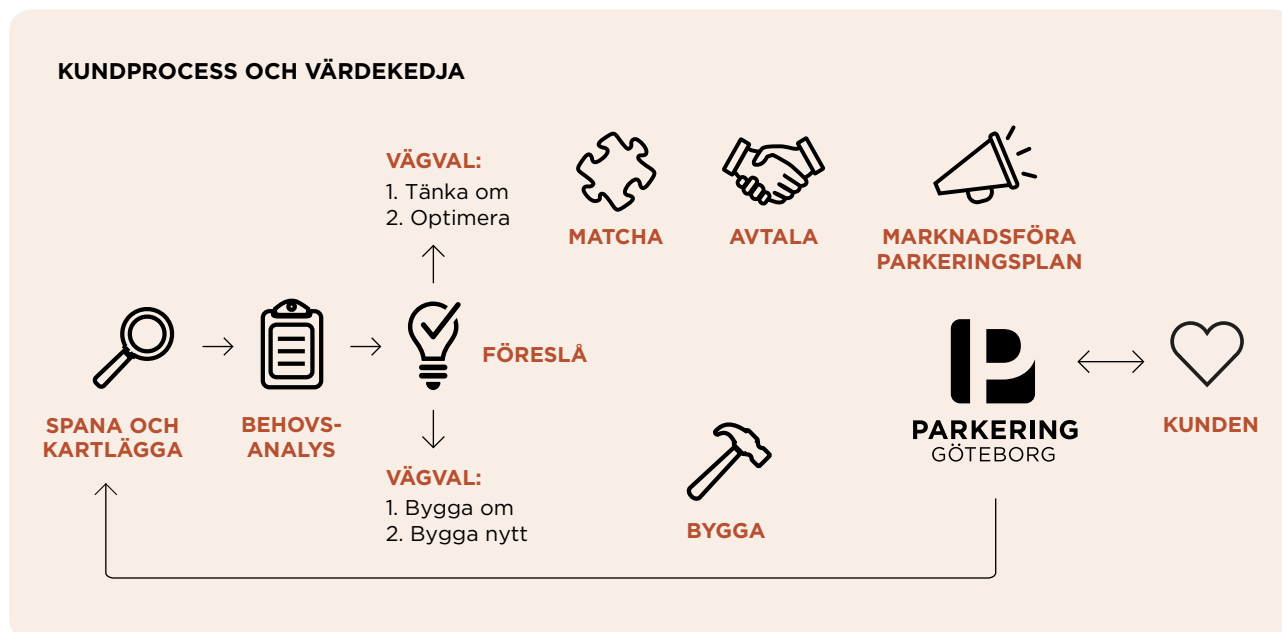 KUNDPROCESS OCH VÄRDEKEDJA
VÄGVAL:
1. Tänka om
2. Optimera
MATCHA
AVTALA
MARKNADSFÖRA
PARKERINGSPLAN
SPANA OCH
KARTLÄGGA
BEHOVS-
ANALYS
FÖRESLÅ
VÄGVAL:
1. Bygga om
2. Bygga nytt
BYGGA
PARKERING
GÖTEBORG
KUNDEN